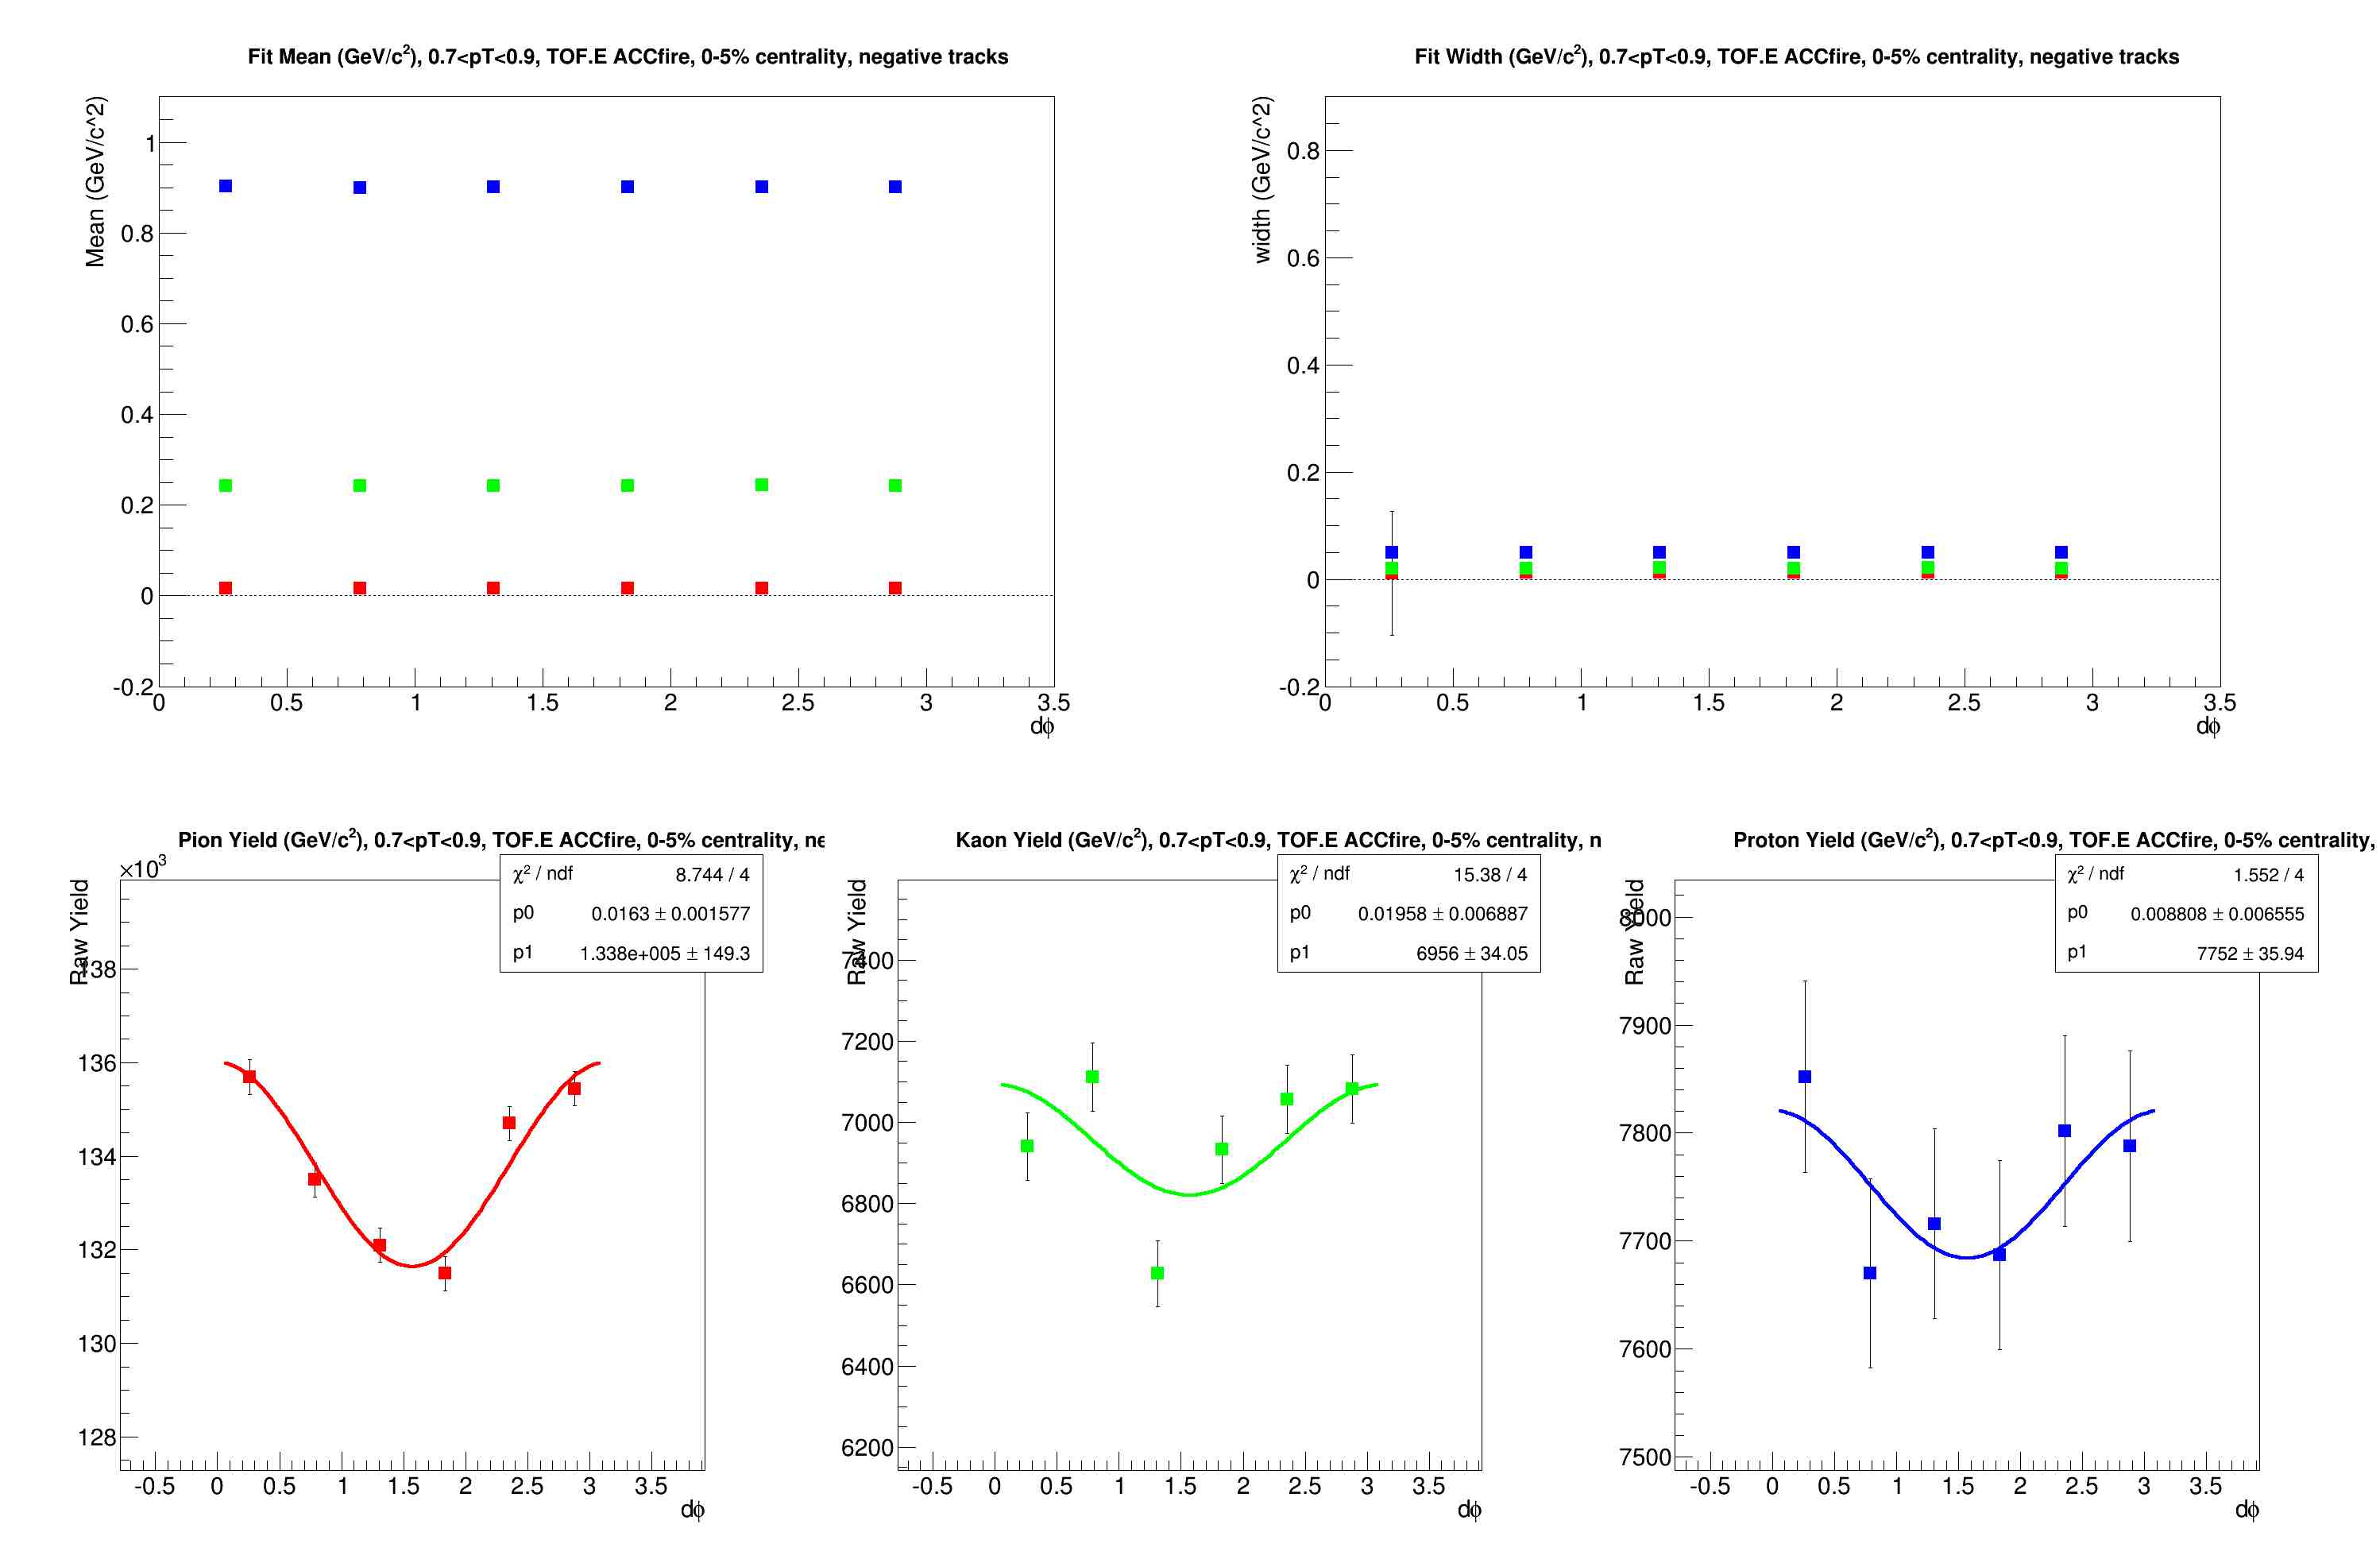 Fit Mean (GeV/c²), 0.7<pT<0.9, TOF.E ACCfire, 0-5% centrality, negative tracks
Mean (GeV/c^2)
1
0.8
0.6
0.4
0.2
0
-0.2
0 0.5 1 1.5 2 2.5 3 3.5
dϕ
Fit Width (GeV/c²), 0.7<pT<0.9, TOF.E ACCfire, 0-5% centrality, negative tracks
width (GeV/c^2)
0.8
0.6
0.4
0.2
0
-0.2
0 0.5 1 1.5 2 2.5 3 3.5
dϕ
Pion Yield (GeV/c²), 0.7<pT<0.9, TOF.E ACCfire, 0-5% centrality, ne
×10³
χ² / ndf 8.744 / 4
p0 0.0163 ± 0.001577
p1 1.338e+005 ± 149.3
Raw Yield
138
136
134
132
130
128
-0.5 0 0.5 1 1.5 2 2.5 3 3.5
dϕ
Kaon Yield (GeV/c²), 0.7<pT<0.9, TOF.E ACCfire, 0-5% centrality, n
χ² / ndf 15.38 / 4
p0 0.01958 ± 0.006887
p1 6956 ± 34.05
Raw Yield
7400
7200
7000
6800
6600
6400
6200
-0.5 0 0.5 1 1.5 2 2.5 3 3.5
dϕ
Proton Yield (GeV/c²), 0.7<pT<0.9, TOF.E ACCfire, 0-5% centrality,
χ² / ndf 1.552 / 4
p0 0.008808 ± 0.006555
p1 7752 ± 35.94
Raw Yield
8000
7900
7800
7700
7600
7500
-0.5 0 0.5 1 1.5 2 2.5 3 3.5
dϕ